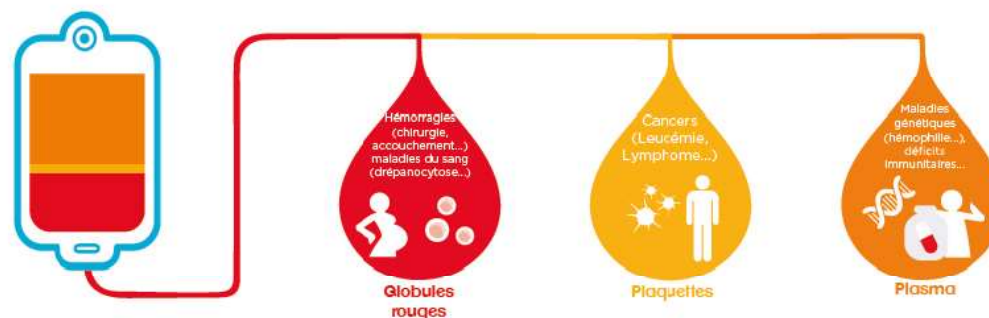 Hémorragies
(chirurgie,
accouchement...)
maladies du sang
(drépanocytose...)
Globules
rouges
Cancers
(Leucémie,
Lymphome...)
Plaquettes
Maladies
génétiques
(hémophilie...),
déficits
immunitaires...
Plasma